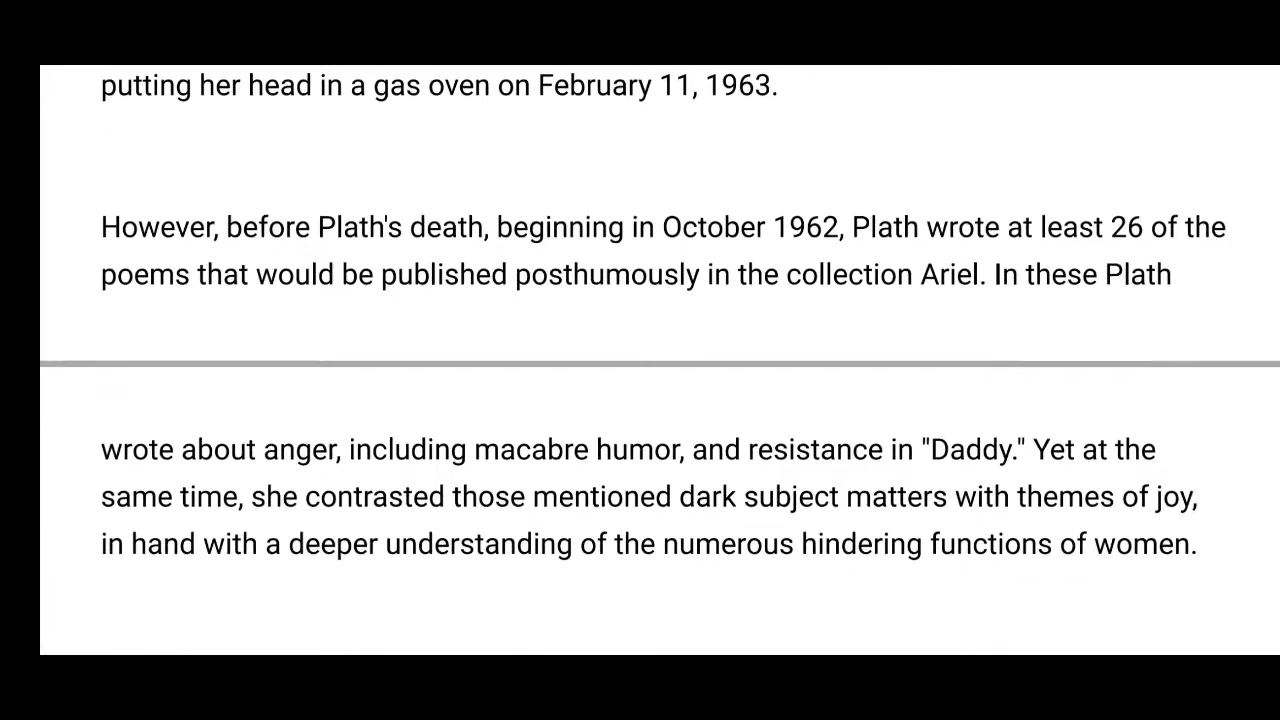 putting her head in a gas oven on February 11, 1963.
However, before Plath's death, beginning in October 1962, Plath wrote at least 26 of the
poems that would be published posthumously in the collection Ariel. In these Plath
wrote about anger, including macabre humor, and resistance in "Daddy." Yet at the
same time, she contrasted those mentioned dark subject matters with themes of joy,
in hand with a deeper understanding of the numerous hindering functions of women.